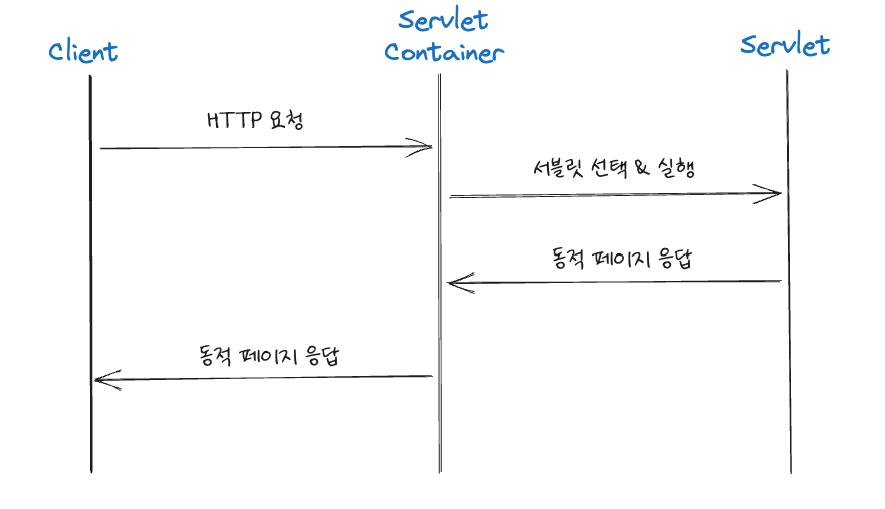 Client
Servlet
Container
Servlet
HTTP 요청
서블릿 선택 & 실행
동적 페이지 응답
동적 페이지 응답